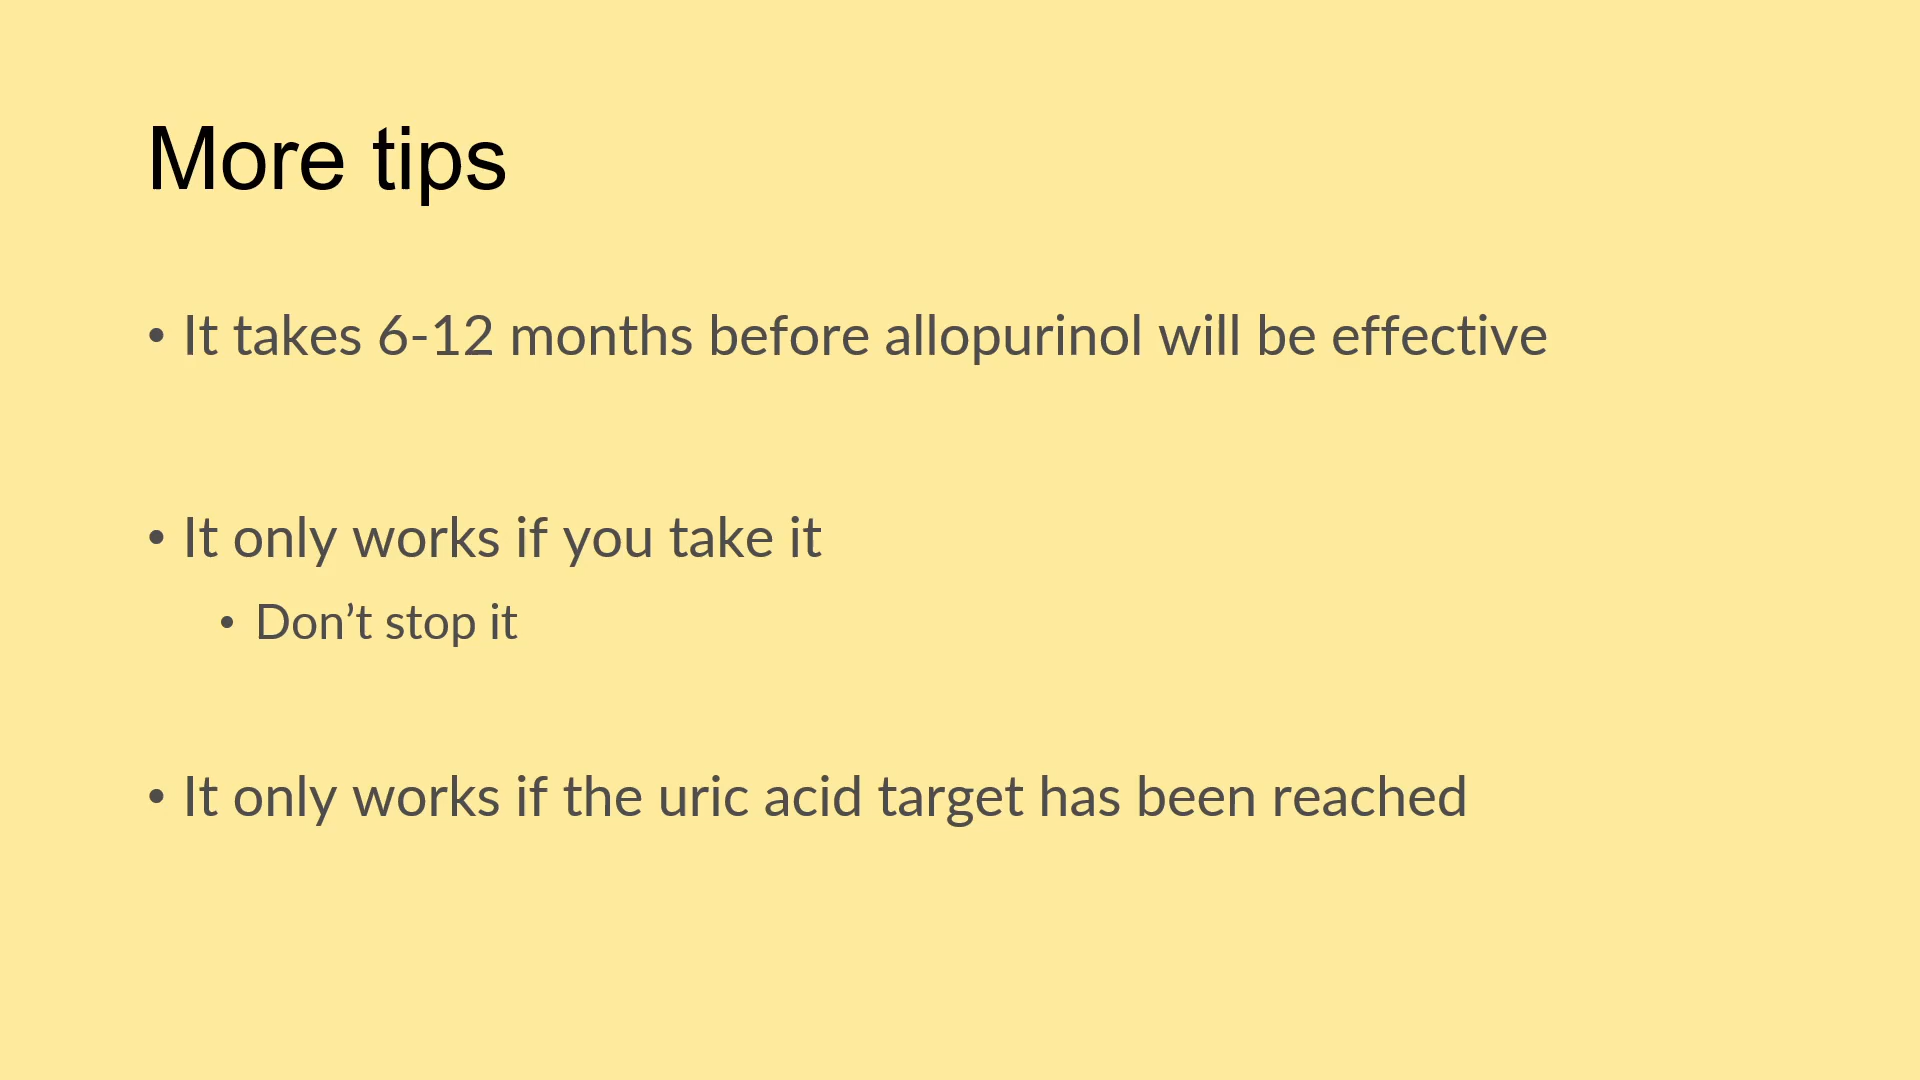 More tips
• It takes 6-12 months before allopurinol will be effective
• It only works if you take it
• Don’t stop it
• It only works if the uric acid target has been reached